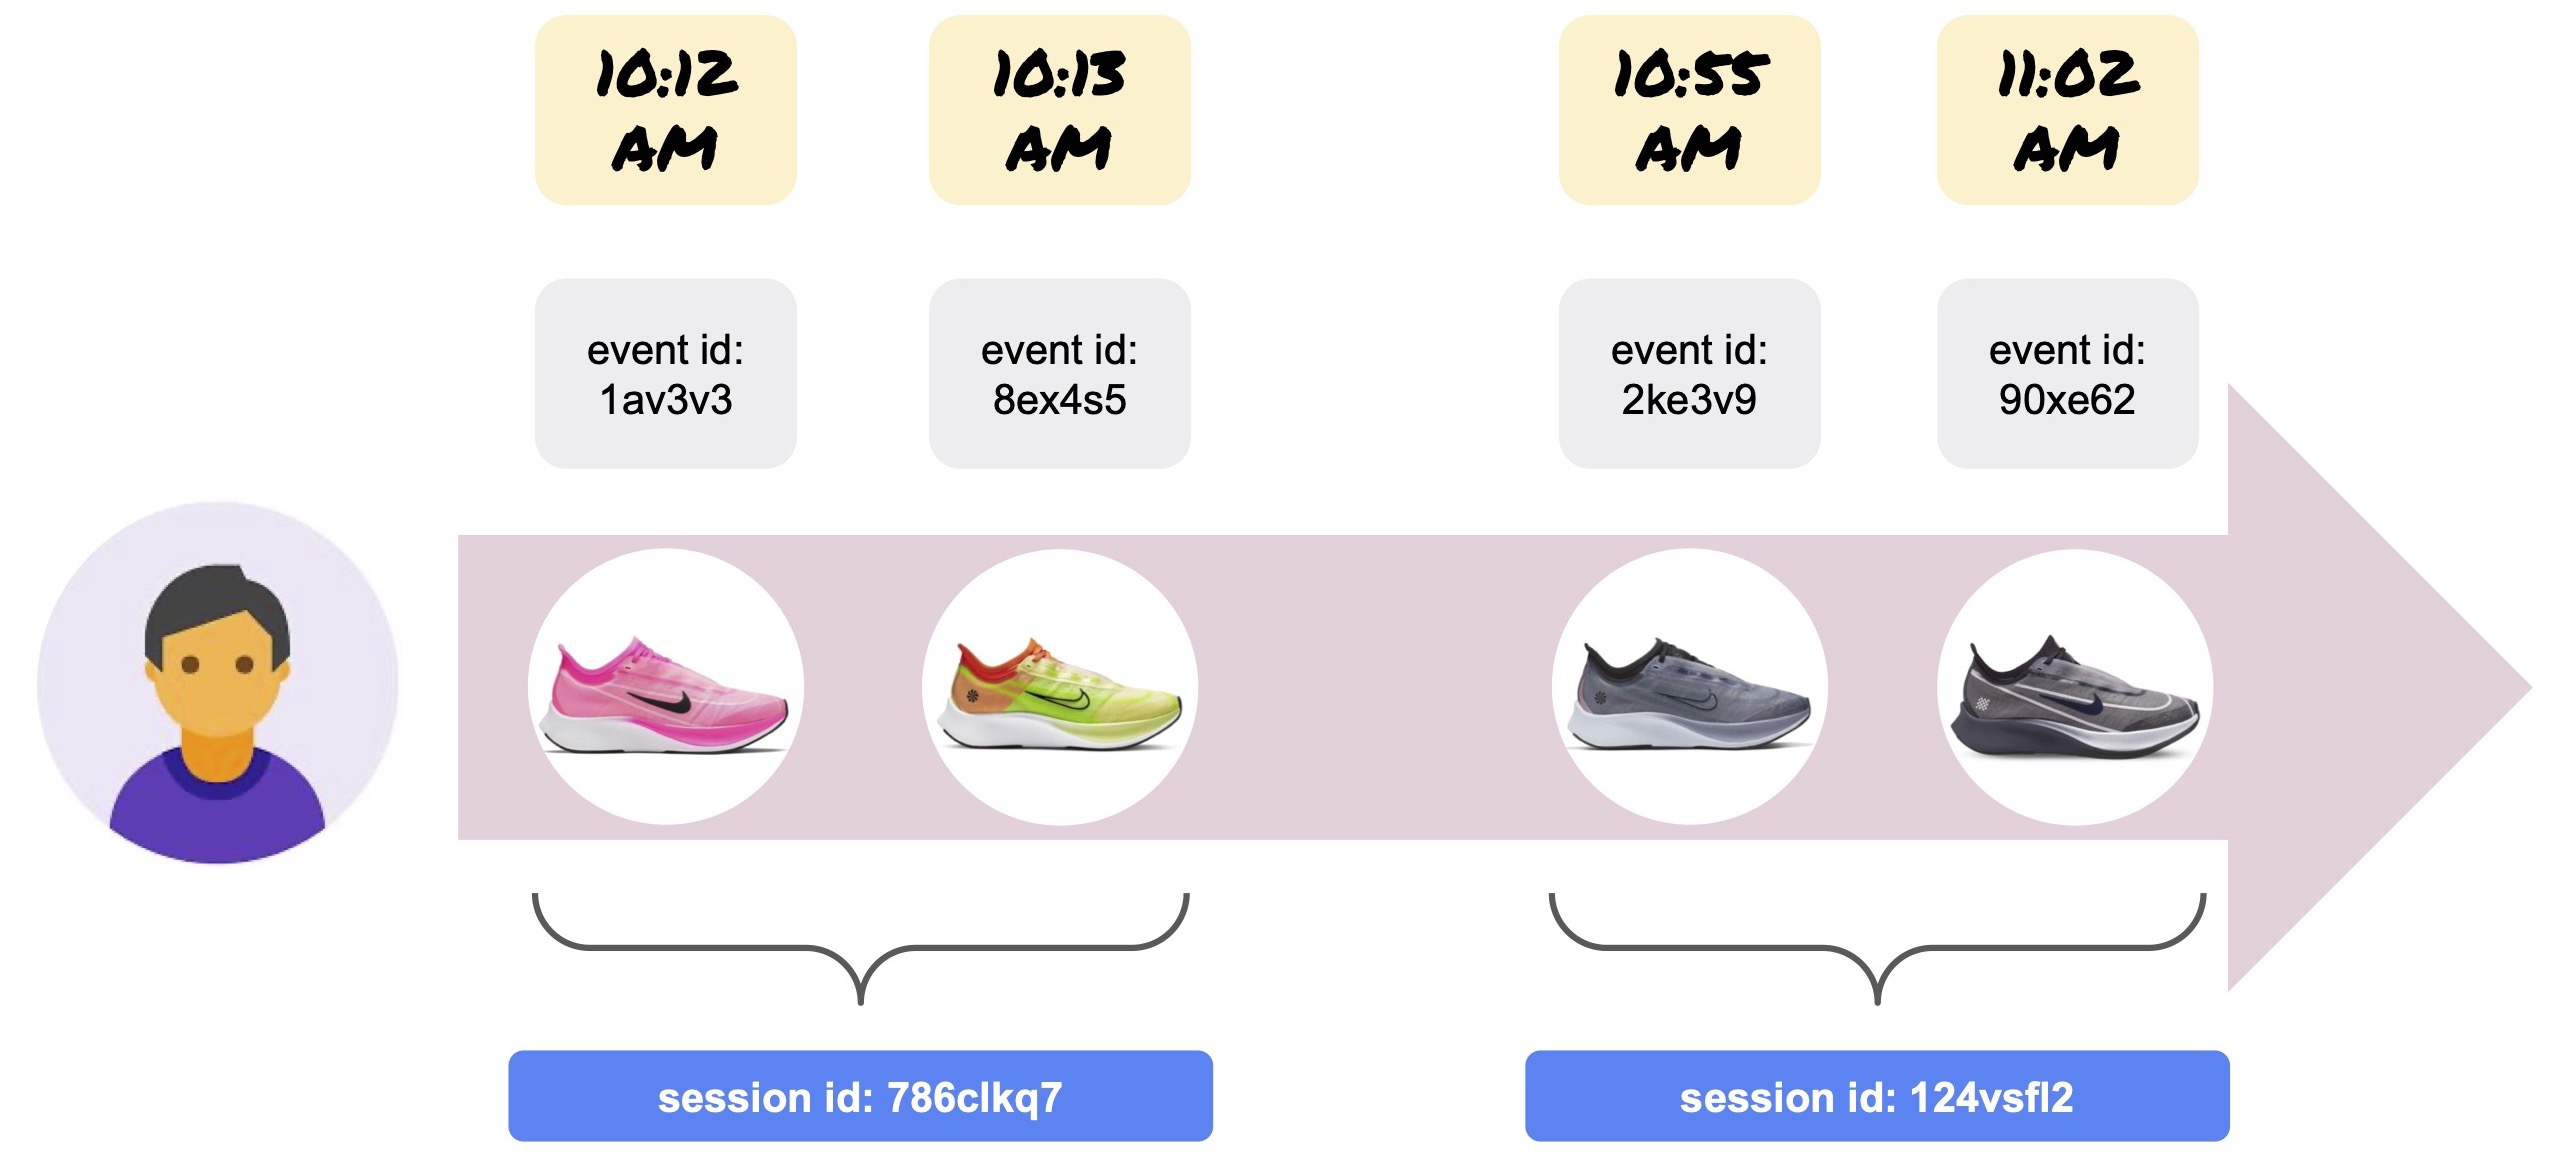 10:12
AM
10:13
AM
10:55
AM
11:02
AM
event id:
1av3v3
event id:
8ex4s5
event id:
2ke3v9
event id:
90xe62
session id: 786clkq7
session id: 124vsfl2